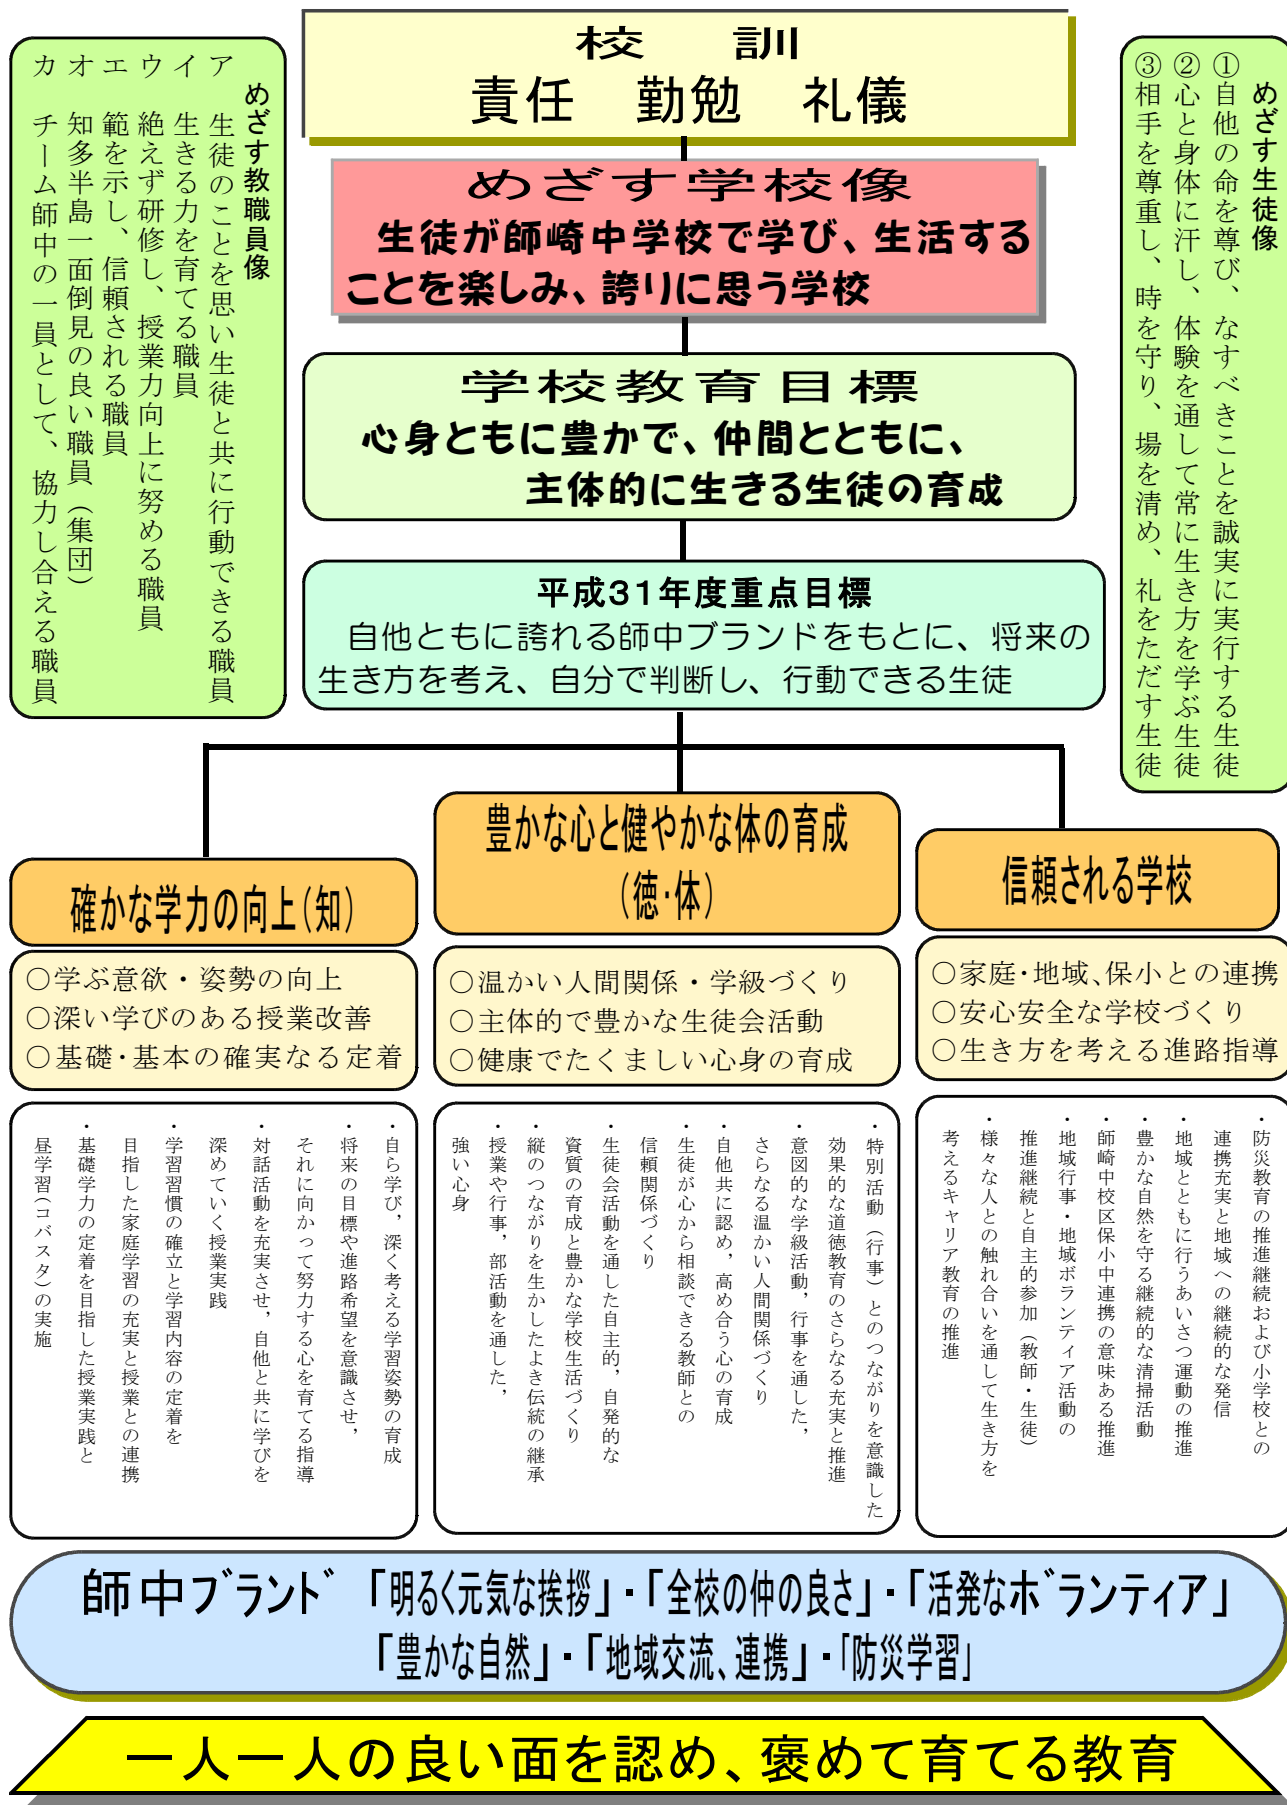 校　訓
責任　勤勉　礼儀
めざす学校像
生徒が師崎中学校で学び、生活する
ことを楽しみ、誇りに思う学校
学校教育目標
心身ともに豊かで、仲間とともに、
主体的に生きる生徒の育成
平成31年度重点目標
自他ともに誇れる師中ブランドをもとに、将来の
生き方を考え、自分で判断し、行動できる生徒
めざす生徒像
①自他の命を尊び、なすべきことを誠実に実行する生徒
②心と身体に汗し、体験を通して常に生き方を学ぶ生徒
③相手を尊重し、時を守り、場を清め、礼をただす生徒
めざす教職員像
ア　生徒のことを思い生徒と共に行動できる職員
イ　生きる力を育てる職員
ウ　絶えず研修し、授業力向上に努める職員
エ　範を示し、信頼される職員
オ　知多半島一面倒見の良い職員（集団）
カ　チーム師中の一員として、協力し合える職員
確かな学力の向上(知)
○学ぶ意欲・姿勢の向上
○深い学びのある授業改善
○基礎・基本の確実なる定着
・自ら学び，深く考える学習姿勢の育成
・将来の目標や進路希望を意識させ，
それに向かって努力する心を育てる指導
・対話活動を充実させ，自他と共に学びを
深めていく授業実践
・学習習慣の確立と学習内容の定着を
目指した家庭学習の充実と授業との連携
・基礎学力の定着を目指した授業実践と
昼学習(コバスタ)の実施
豊かな心と健やかな体の育成
(徳・体)
○温かい人間関係・学級づくり
○主体的で豊かな生徒会活動
○健康でたくましい心身の育成
・特別活動（行事）とのつながりを意識した
効果的な道徳教育のさらなる充実と推進
・意図的な学級活動，行事を通した，
さらなる温かい人間関係づくり
・自他共に認め，高め合う心の育成
・生徒が心から相談できる教師との
信頼関係づくり
・生徒会活動を通した自主的，自発的な
資質の育成と豊かな学校生活づくり
・縦のつながりを生かしたよき伝統の継承
・授業や行事，部活動を通した，
強い心身
信頼される学校
○家庭・地域、保小との連携
○安心安全な学校づくり
○生き方を考える進路指導
・防災教育の推進継続および小学校との
連携充実と地域への継続的な発信
・地域とともに行うあいさつ運動の推進
・豊かな自然を守る継続的な清掃活動
・師崎中校区保小中連携の意味ある推進
・地域行事・地域ボランティア活動の
推進継続と自主的参加（教師・生徒）
・様々な人との触れ合いを通して生き方を
考えるキャリア教育の推進
師中ブランド　「明るく元気な挨拶」・「全校の仲の良さ」・「活発なボランティア」
「豊かな自然」・「地域交流、連携」・「防災学習」
一人一人の良い面を認め、褒めて育てる教育